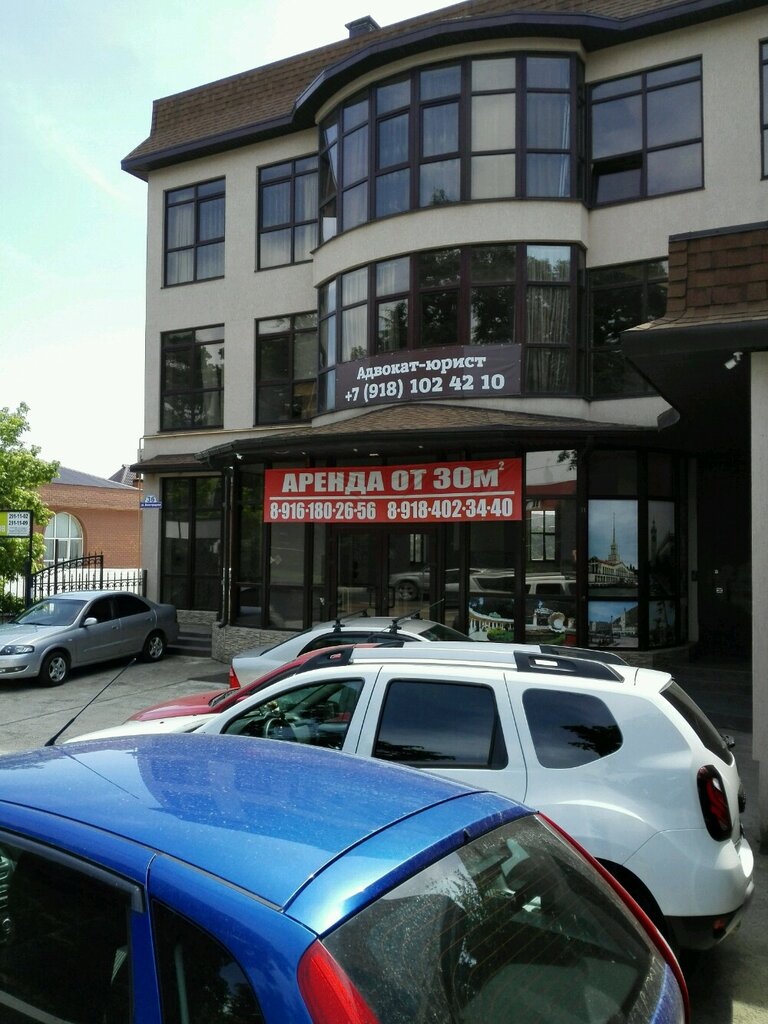 Адвокат-юрист
+7 (918) 102 42 10
АРЕНДА ОТ 30м²
8-916-180-26-56 8-918-402-34-40